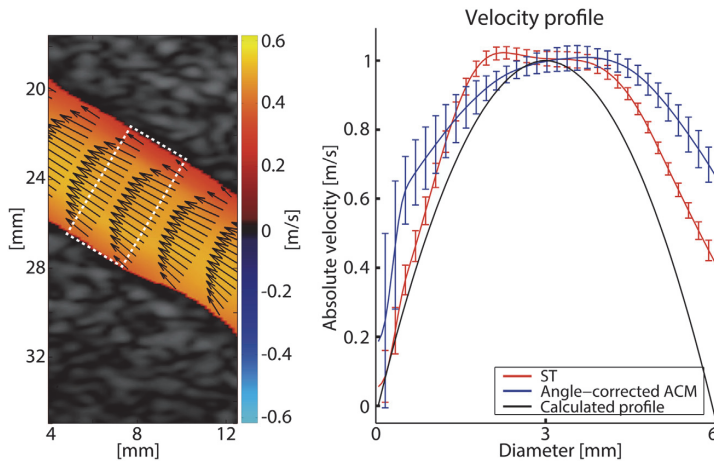 Velocity profile
20
24
28
32
[mm]
4
8
12
[mm]
0.6
0.4
0.2
0
-0.2
-0.4
-0.6
[m/s]
1
0.8
0.6
0.4
0.2
0
Absolute velocity [m/s]
ST
Angle−corrected ACM
Calculated profile
0
3
6
Diameter [mm]